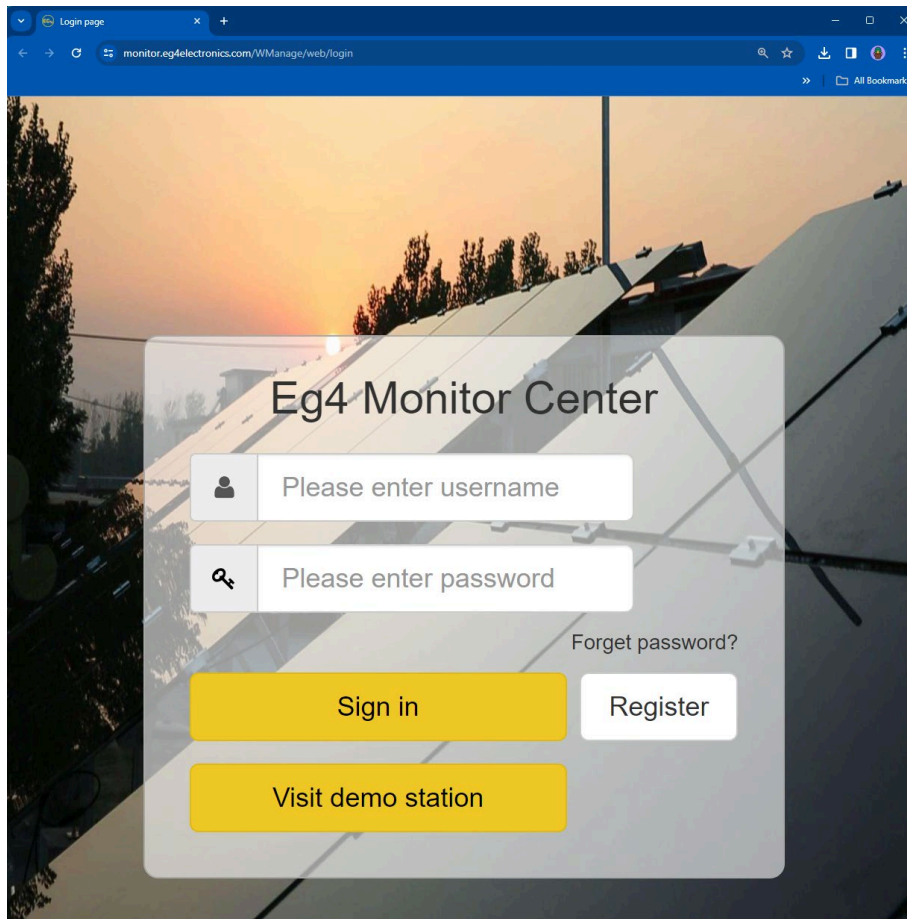 Login page
monitor.eg4electronics.com/WManage/web/login
All Bookmark
Eg4 Monitor Center
Please enter username
Please enter password
Forget password?
Sign in
Register
Visit demo station